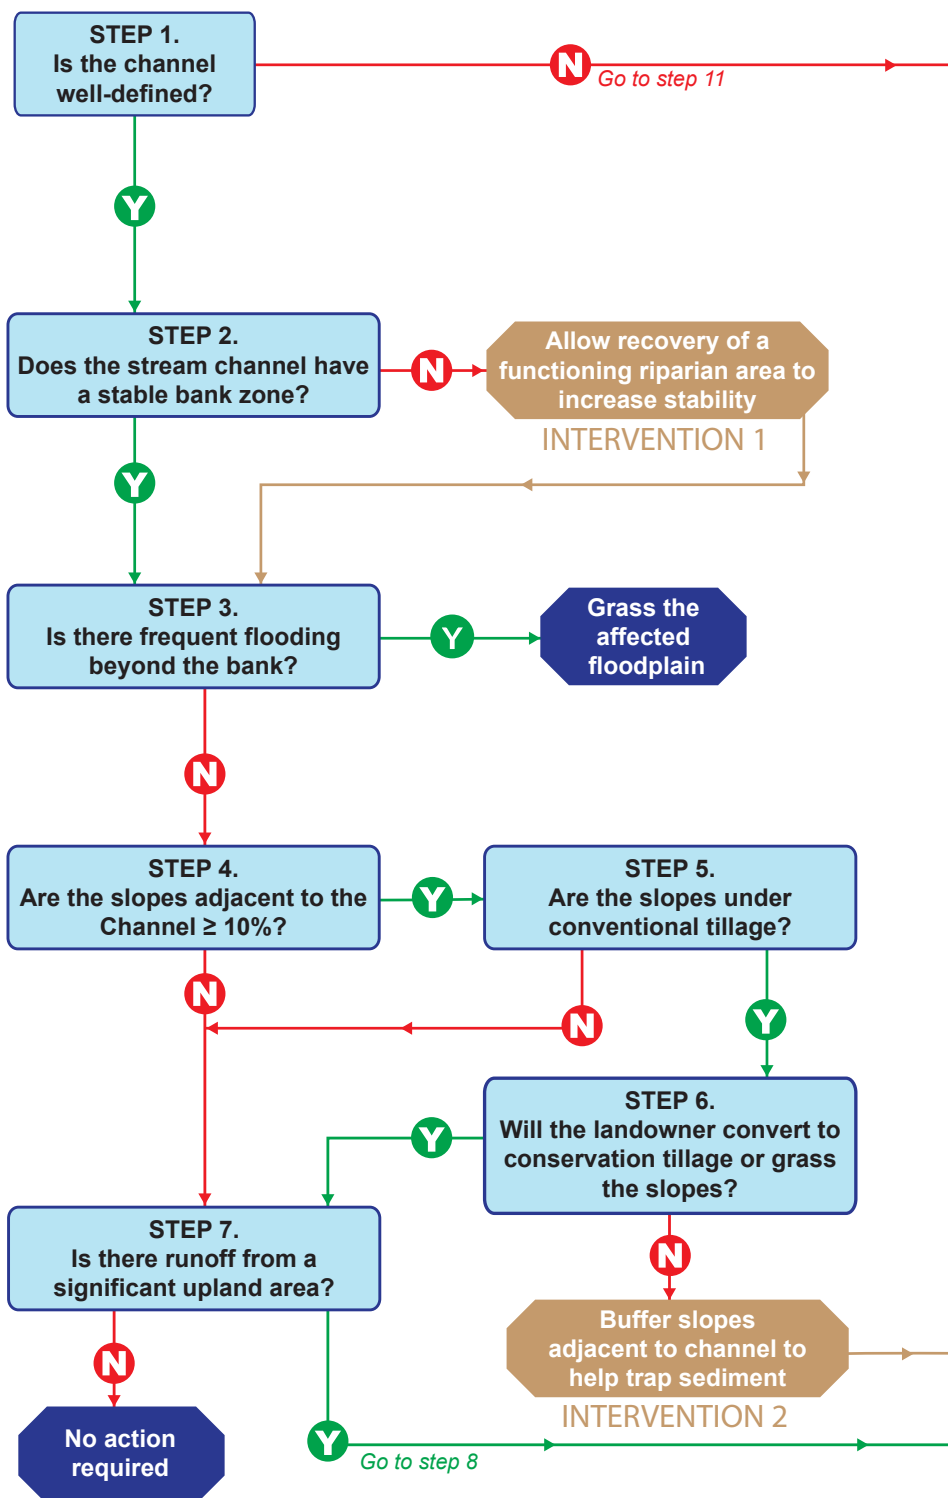 STEP 1.
Is the channel
well-defined?
N
Go to step 11
Y
STEP 2.
Does the stream channel have
a stable bank zone?
N
Allow recovery of a
functioning riparian area to
increase stability
INTERVENTION 1
Y
STEP 3.
Is there frequent flooding
beyond the bank?
Y
Grass the
affected
floodplain
N
STEP 4.
Are the slopes adjacent to the
Channel ≥ 10%?
Y
STEP 5.
Are the slopes under
conventional tillage?
N
N
Y
STEP 6.
Will the landowner convert to
conservation tillage or grass
the slopes?
Y
STEP 7.
Is there runoff from a
significant upland area?
N
Buffer slopes
adjacent to channel to
help trap sediment
INTERVENTION 2
N
No action
required
Y
Go to step 8